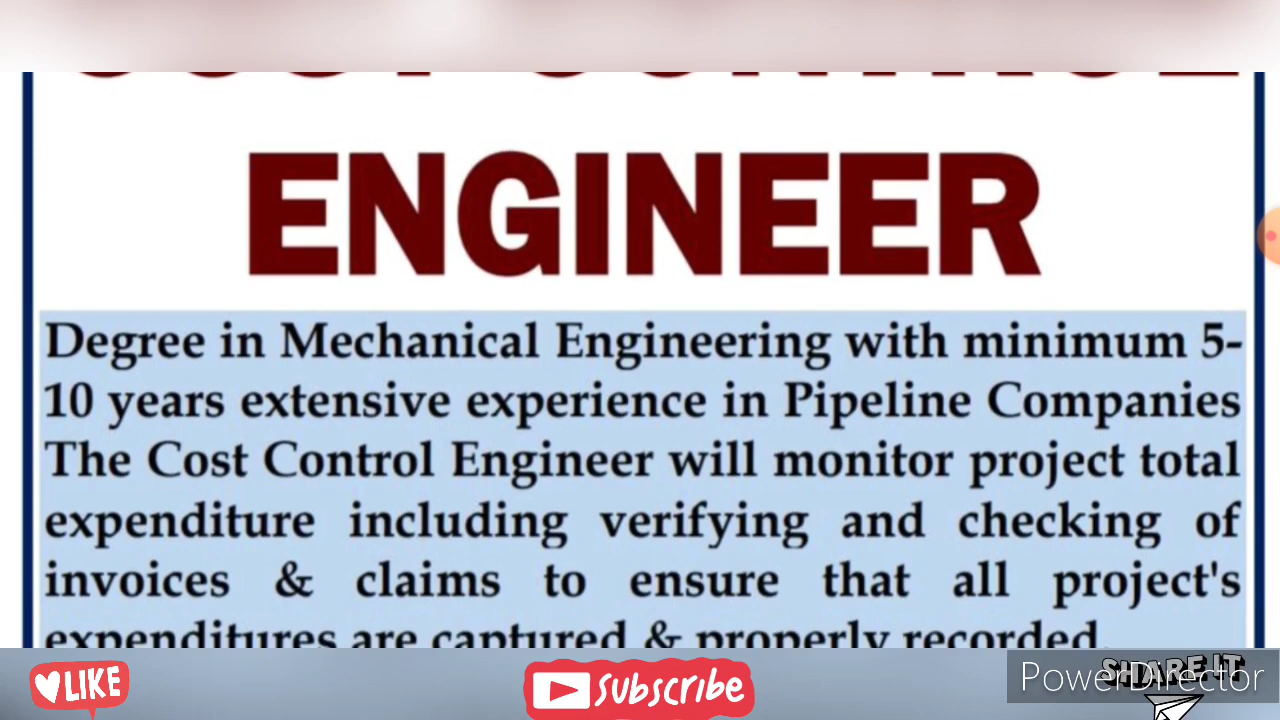 ENGINEER
Degree in Mechanical Engineering with minimum 5-
10 years extensive experience in Pipeline Companies
The Cost Control Engineer will monitor project total
expenditure including verifying and checking of
invoices & claims to ensure that all project's
expenditures are captured & properly recorded.
LIKE
Subscribe
SHARE IT
PowerDirector